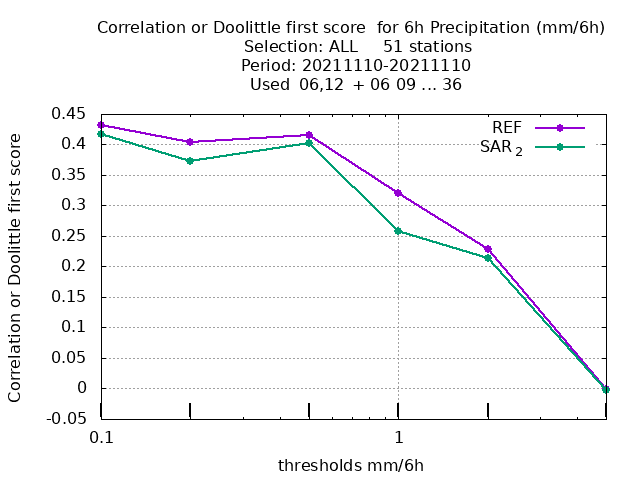 Correlation or Doolittle first score  for 6h Precipitation (mm/6h)
Selection: ALL     51 stations
Period: 20211110-20211110
Used  06,12  + 06 09 ... 36
REF
SAR 2
Correlation or Doolittle first score
0.45
0.4
0.35
0.3
0.25
0.2
0.15
0.1
0.05
0
-0.05
0.1 1
thresholds mm/6h